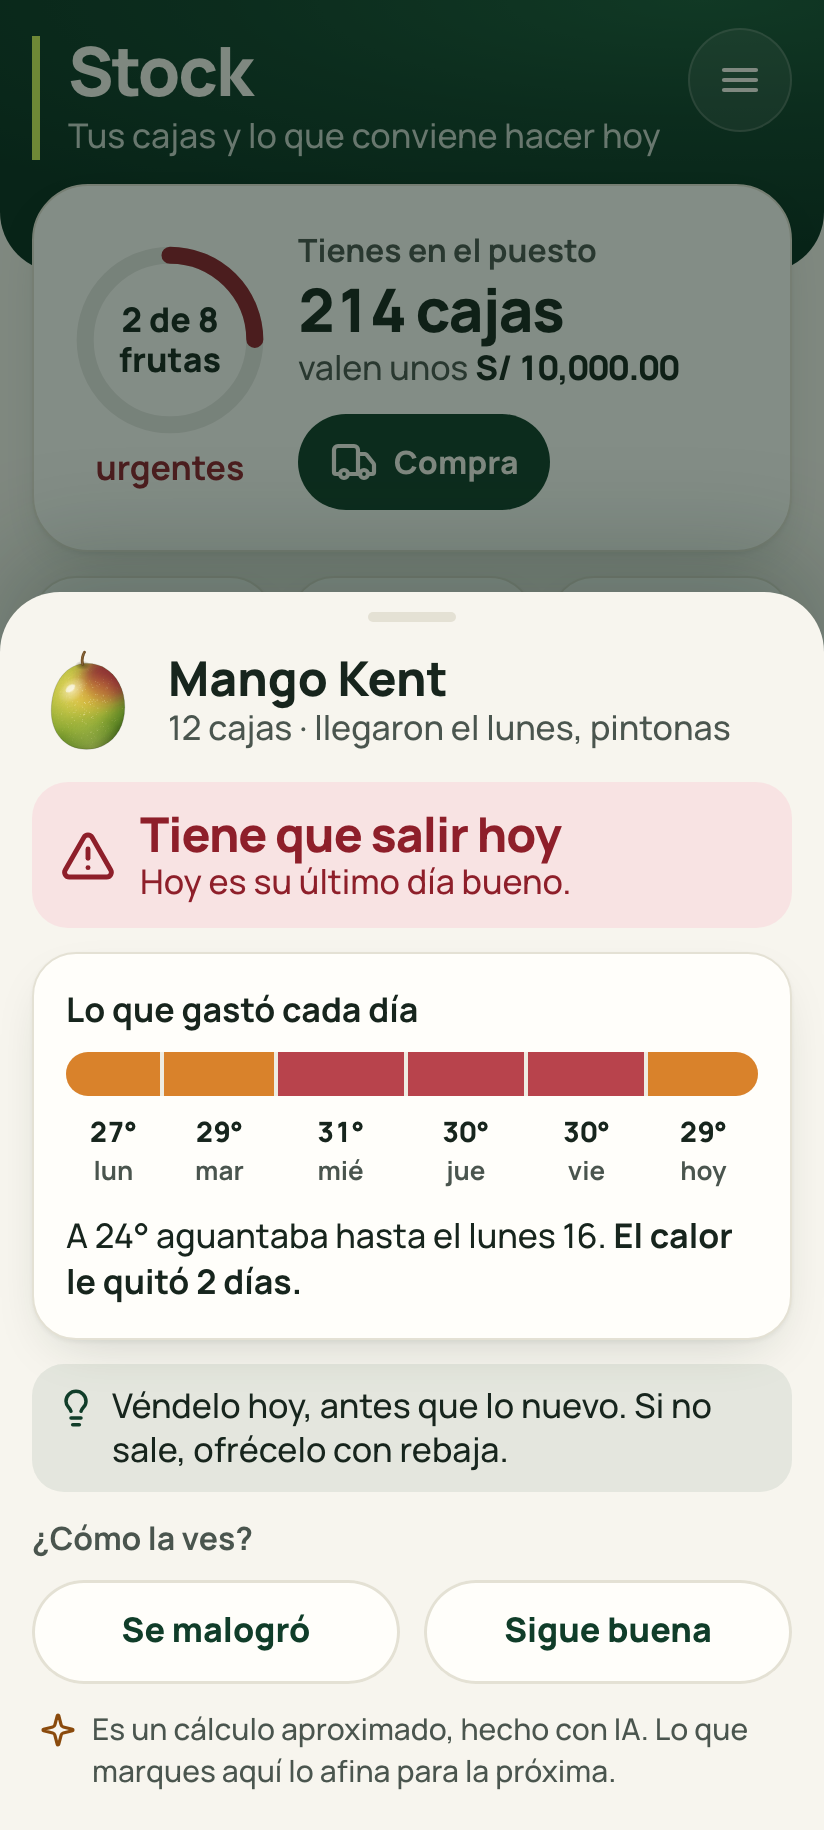 Stock
Tus cajas y lo que conviene hacer hoy
2 de 8
frutas
urgentes
Tienes en el puesto
214 cajas
valen unos S/ 10,000.00
Compra
Mango Kent
12 cajas · llegaron el lunes, pintonas
Tiene que salir hoy
Hoy es su último día bueno.
Lo que gastó cada día
27° 29° 31° 30° 30° 29°
lun mar mié jue vie hoy
A 24° aguantaba hasta el lunes 16. El calor
le quitó 2 días.
Véndelo hoy, antes que lo nuevo. Si no
sale, ofrécelo con rebaja.
¿Cómo la ves?
Se malogró
Sigue buena
Es un cálculo aproximado, hecho con IA. Lo que
marques aquí lo afina para la próxima.